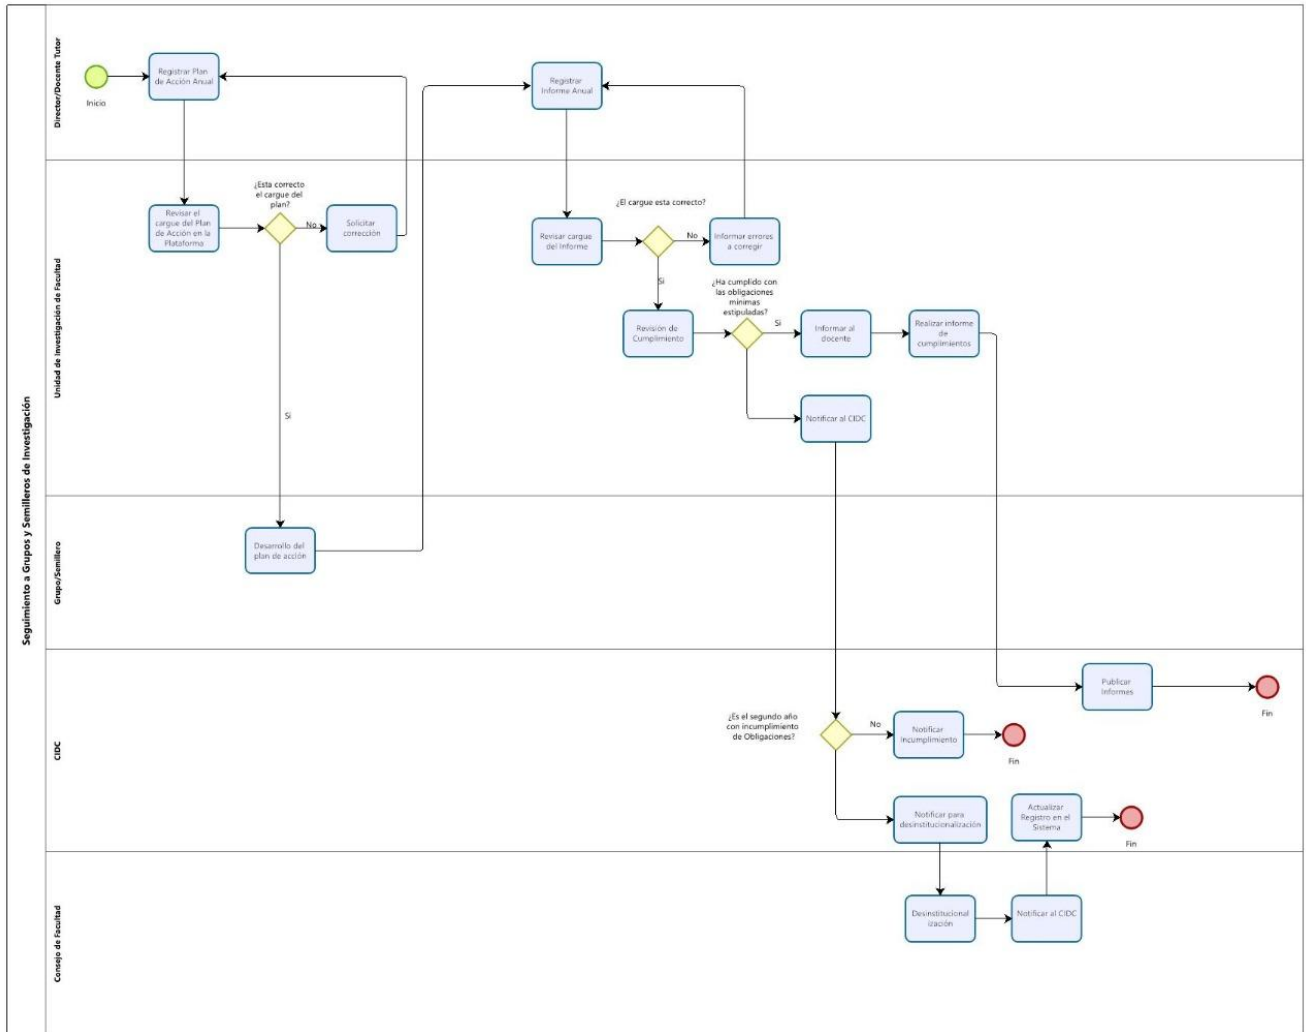 Seguimiento a Grupos y Semilleros de Investigación
Director/Docente Tutor
Inicio
Registrar Plan
de Acción Anual
Registrar
Informe Anual
Unidad de Investigación de Facultad
Revisar el
cargue del Plan
de Acción en la
Plataforma
¿Esta correcto
el cargue del
plan?
No
Solicitar
corrección
Si
Revisar cargue
del Informe
¿El cargue esta correcto?
No
Informar errores
a corregir
Si
Revisión de
Cumplimiento
¿Ha cumplido con
las obligaciones
minimas
estipuladas?
Si
Informar al
docente
Realizar informe
de
cumplimientos
Notificar al CIDC
Grupo/Semillero
Desarrollo del
plan de acción
CIDC
Publicar
Informes
Fin
¿Es el segundo año
con incumplimiento
de Obligaciones?
No
Notificar
Incumplimiento
Fin
Notificar para
desinstitucionalización
Actualizar
Registro en el
Sistema
Fin
Consejo de Facultad
Desinstitucional
ización
Notificar al CIDC